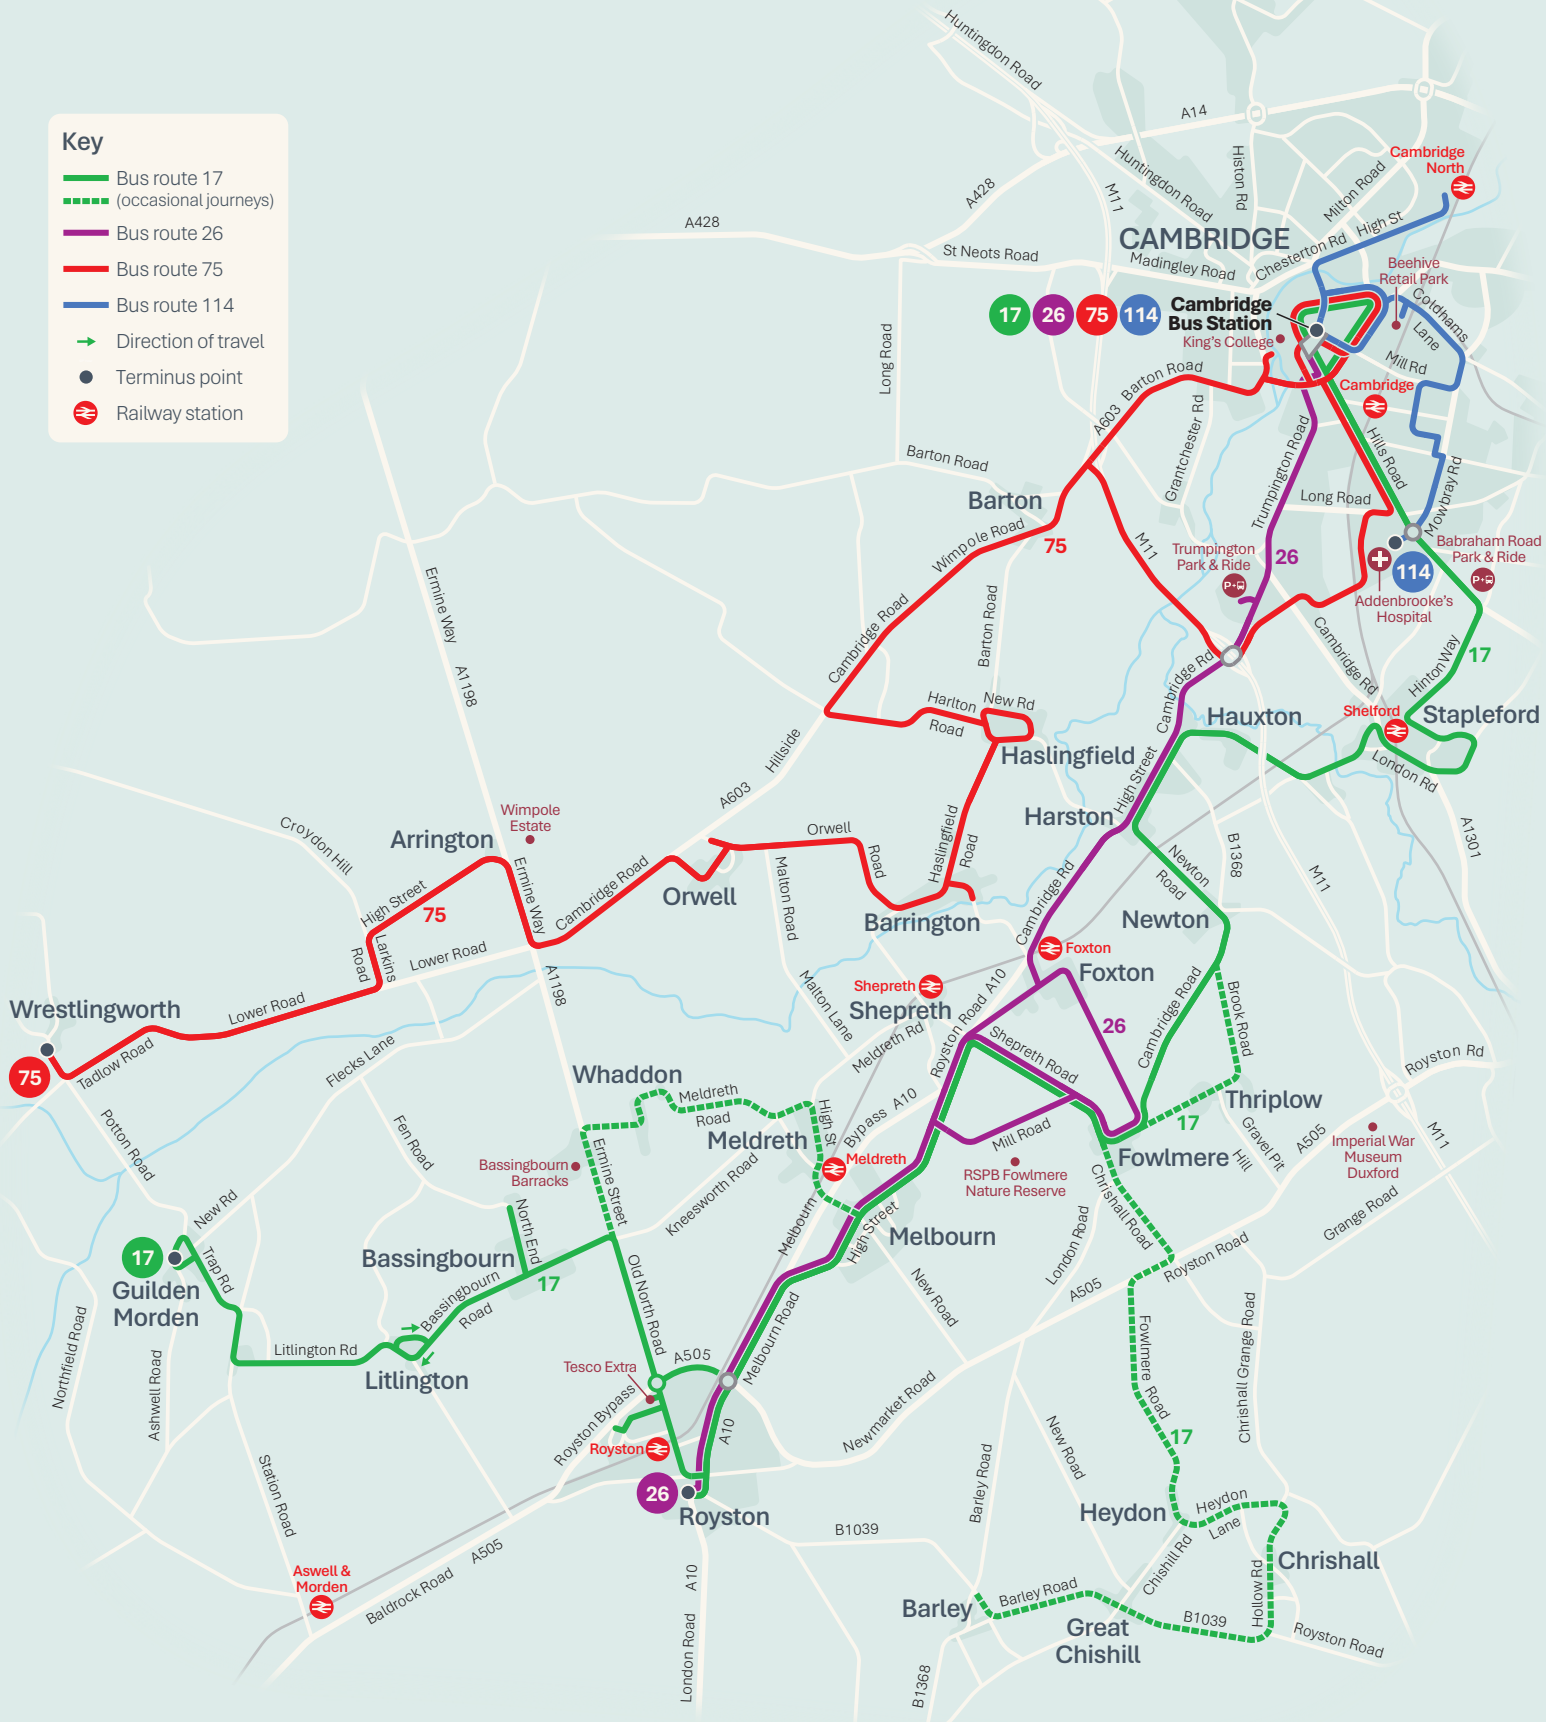 Key
Bus route 17
(occasional journeys)
Bus route 26
Bus route 75
Bus route 114
Direction of travel
Terminus point
Railway station
Huntingdon Road
A14
Cambridge
North
Huntingdon Road
Histon Rd
Milton Road
A428
M11
A428
High St
CAMBRIDGE
Chesterton Rd
St Neots Road
Madingley Road
Beehive
Retail Park
17
26
75
114
Cambridge
Bus Station
King's College
Coldhams
Lane
Long Road
Mill Rd
Barton Road
Cambridge
A603
Grantchester Rd
Trumpington Road
Hills Road
Barton Road
Mowbray Rd
Long Road
Barton
Wimpole Road
75
M11
Trumpington
Park & Ride
P+
26
Babraham Road
Park & Ride
P+
114
Addenbrooke's
Hospital
Ermine Way
Cambridge Road
Barton Road
Cambridge Rd
17
Hinton Way
A1198
Harlton
Road
New Rd
Cambridge Rd
Shelford
Hauxton
Stapleford
Hillside
Haslingfield
London Rd
A603
High Street
Wimpole
Estate
Croydon Hill
Arrington
Harston
Orwell
Road
Haslingfield
Road
B1368
A1301
Ermine Way
Cambridge Road
Malton Road
Newton
Road
M11
High Street
75
Orwell
Cambridge Rd
Barrington
Newton
Larkins
Road
Lower Road
Foxton
Foxton
A1198
Shepreth
Shepreth
Wrestlingworth
Lower Road
Malton Lane
Royston Road A10
Cambridge Road
Brook Road
26
Meldreth Rd
Shepreth Road
75
Tadlow Road
Flecks Lane
Royston Rd
Whaddon
Meldreth
Road
High St
Bypass A10
Thriplow
17
Potton Road
Fen Road
Meldreth
Mill Road
Gravel Pit
Hill
A505
Imperial War
Museum
Duxford
M11
Bassingbourn
Barracks
Ermine Street
Kneesworth Road
Meldreth
RSPB Fowlmere
Nature Reserve
Fowlmere
New Rd
North End
Melbourn
High Street
Melbourn
Chrishall Road
London Road
Grange Road
17
Guilden
Morden
Trap Rd
Bassingbourn
17
Old North Road
New Road
A505
Royston Road
Bassingbourn
Road
Northfield Road
Ashwell Road
Litlington Rd
Litlington
Melbourn Road
Fowlmere Road
Chrishall Grange Road
Tesco Extra
A505
Royston Bypass
A10
Newmarket Road
New Road
17
Royston
Station Road
Barley Road
26
Royston
Heydon
Heydon
Lane
B1039
A505
Chrishall
Chishill Rd
Hollow Rd
Aswell &
Morden
Baldrock Road
A10
Barley
Barley Road
Great
Chishill
B1039
Royston Road
London Road
B1368